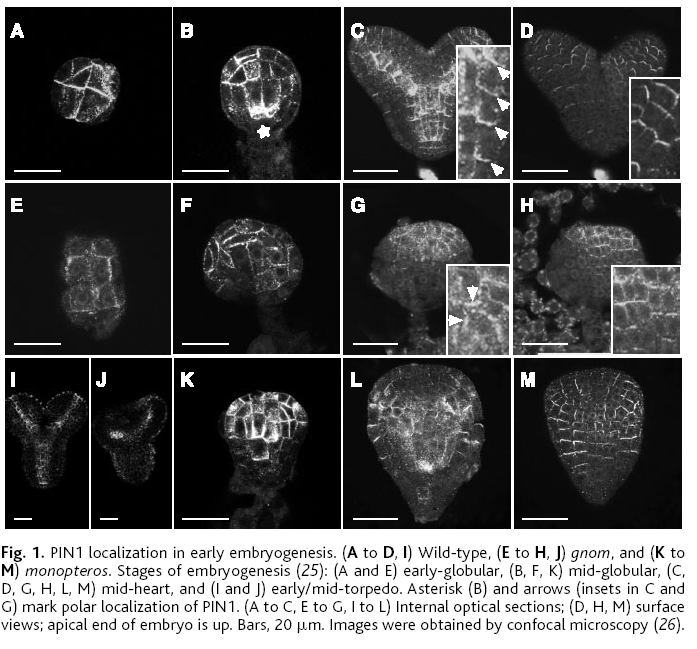 A B C D
E F G H
I J K L M
Fig. 1. PIN1 localization in early embryogenesis. (A to D, I) Wild-type, (E to H, J) gnom, and (K to
M) monopteros. Stages of embryogenesis (25): (A and E) early-globular, (B, F, K) mid-globular, (C,
D, G, H, L, M) mid-heart, and (I and J) early/mid-torpedo. Asterisk (B) and arrows (insets in C and
G) mark polar localization of PIN1. (A to C, E to G, I to L) Internal optical sections; (D, H, M) surface
views; apical end of embryo is up. Bars, 20 μm. Images were obtained by confocal microscopy (26).